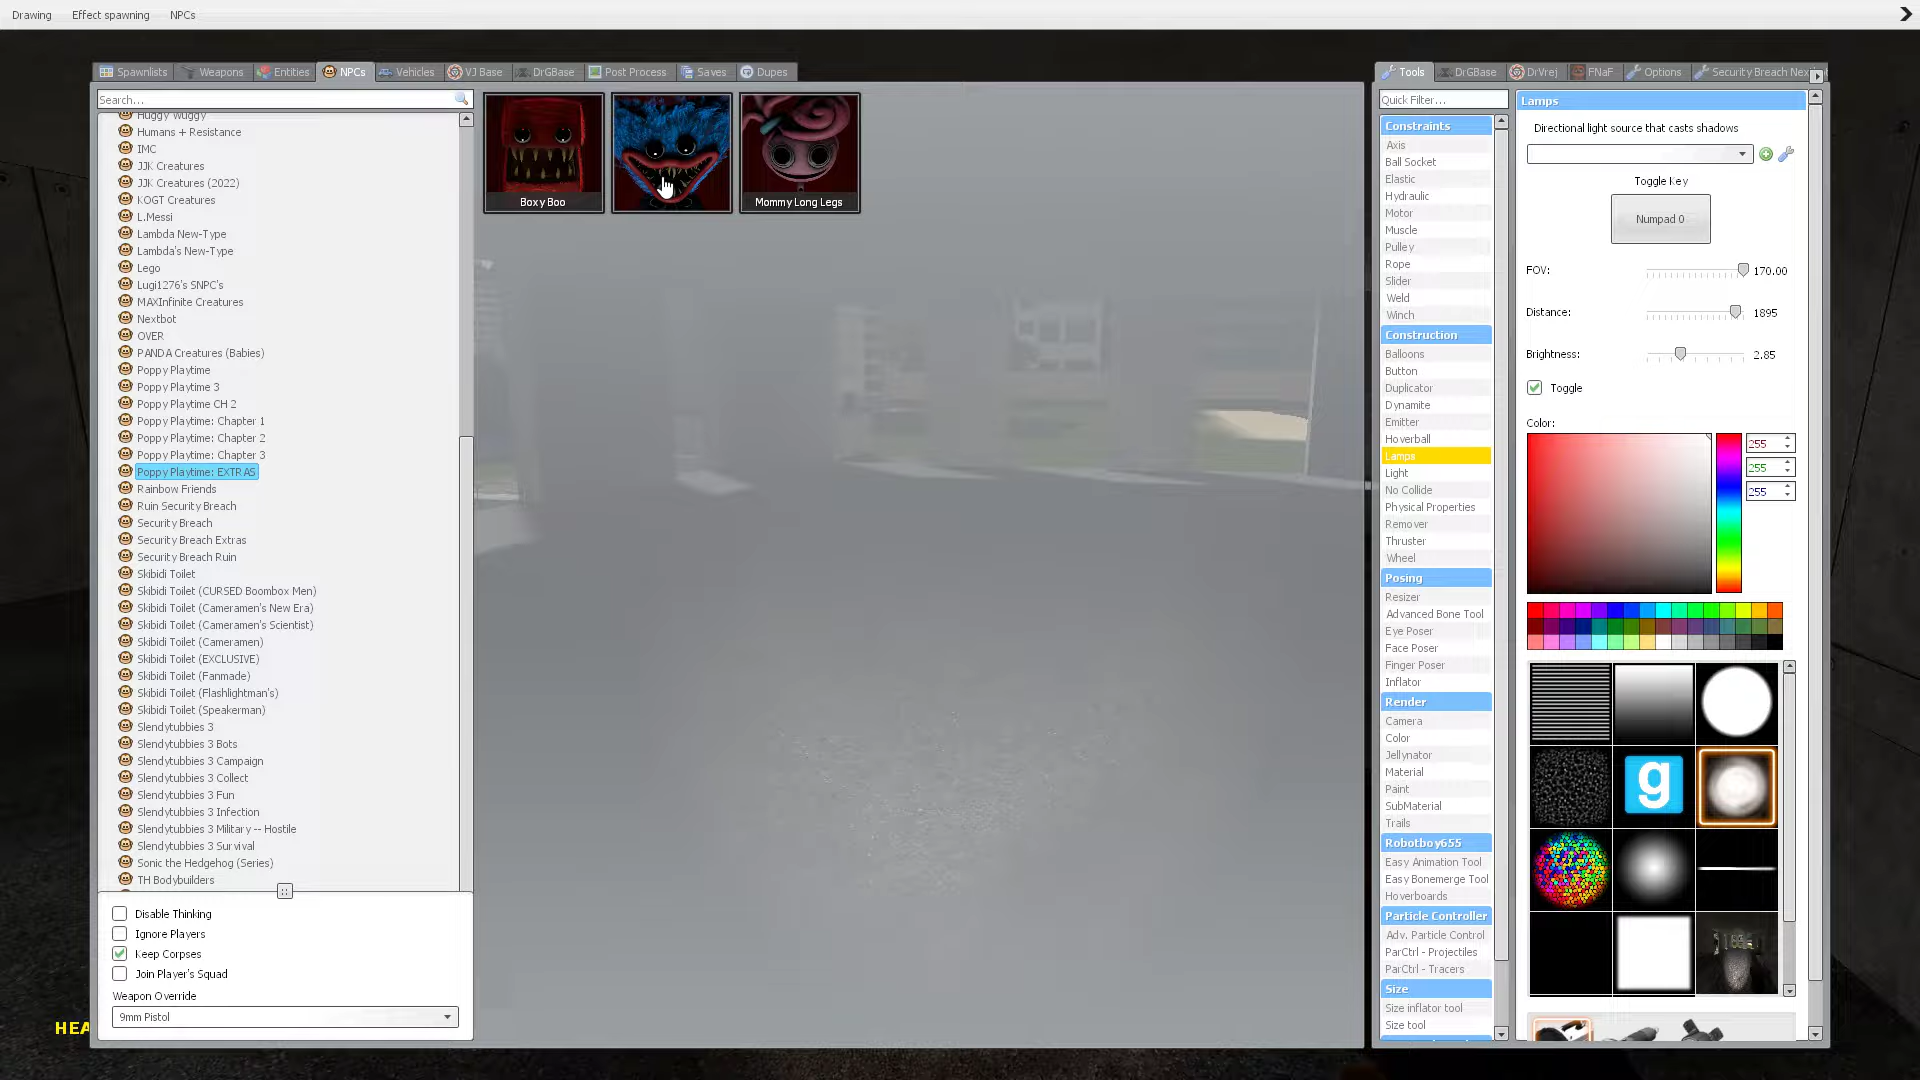 Drawing Effect spawning NPCs
Spawnlists Weapons Entities NPCs Vehicles VJ Base DrGBase Post Process Saves Dupes
Search...
Huggy Wuggy
Humans + Resistance
IMC
JJK Creatures
JJK Creatures (2022)
KOGT Creatures
L.Messi
Lambda New-Type
Lambda's New-Type
Lego
Lugi1276's SNPC's
MAXInfinite Creatures
Nextbot
OVER
PANDA Creatures (Babies)
Poppy Playtime
Poppy Playtime 3
Poppy Playtime CH 2
Poppy Playtime: Chapter 1
Poppy Playtime: Chapter 2
Poppy Playtime: Chapter 3
Poppy Playtime: EXTRAS
Rainbow Friends
Ruin Security Breach
Security Breach
Security Breach Extras
Security Breach Ruin
Skibidi Toilet
Skibidi Toilet (CURSED Boombox Men)
Skibidi Toilet (Cameramen's New Era)
Skibidi Toilet (Cameramen's Scientist)
Skibidi Toilet (Cameramen)
Skibidi Toilet (EXCLUSIVE)
Skibidi Toilet (Fanmade)
Skibidi Toilet (Flashlightman's)
Skibidi Toilet (Speakerman)
Slendytubbies 3
Slendytubbies 3 Bots
Slendytubbies 3 Campaign
Slendytubbies 3 Collect
Slendytubbies 3 Fun
Slendytubbies 3 Infection
Slendytubbies 3 Military -- Hostile
Slendytubbies 3 Survival
Sonic the Hedgehog (Series)
TH Bodybuilders
Disable Thinking
Ignore Players
Keep Corpses
Join Player's Squad
Weapon Override
9mm Pistol
HEA
Boxy Boo
Mommy Long Legs
Tools DrGBase DrVrej FNaF Options Security Breach Nex
Quick Filter...
Constraints
Axis
Ball Socket
Elastic
Hydraulic
Motor
Muscle
Pulley
Rope
Slider
Weld
Winch
Construction
Balloons
Button
Duplicator
Dynamite
Emitter
Hoverball
Lamps
Light
No Collide
Physical Properties
Remover
Thruster
Wheel
Posing
Resizer
Advanced Bone Tool
Eye Poser
Face Poser
Finger Poser
Inflator
Render
Camera
Color
Jellynator
Material
Paint
SubMaterial
Trails
Robotboy655
Easy Animation Tool
Easy Bonemerge Tool
Hoverboards
Particle Controller
Adv. Particle Control
ParCtrl - Projectiles
ParCtrl - Tracers
Size
Size inflator tool
Size tool
Lamps
Directional light source that casts shadows
Toggle Key
Numpad 0
FOV: 170.00
Distance: 1895
Brightness: 2.85
Toggle
Color:
255
255
255
g